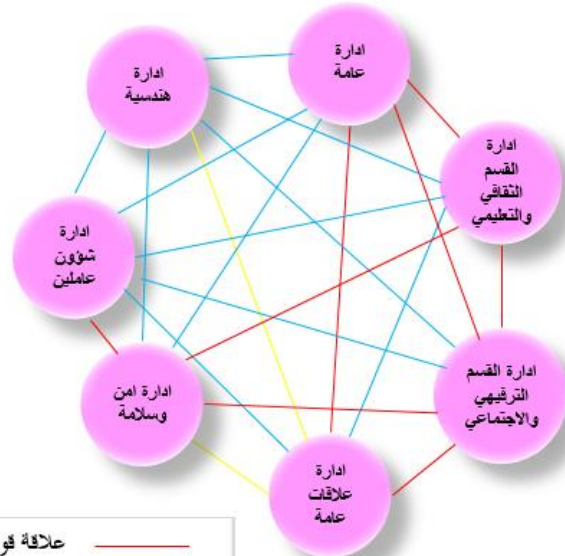 ادارة
عامة
ادارة
هندسية
ادارة
القسم
الثقافي
والتعليمي
ادارة
شؤون
عاملين
ادارة القسم
الترفيهي
والاجتماعي
ادارة امن
وسلامة
ادارة
علاقات
عامة
علاقة